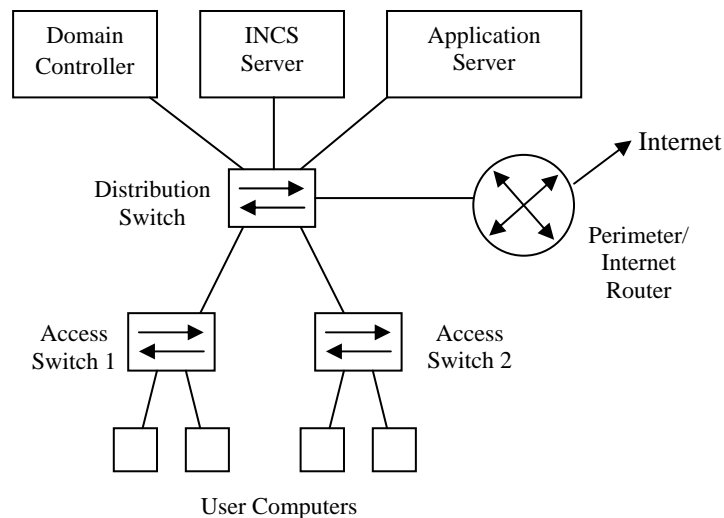 Domain
Controller
INCS
Server
Application
Server
Internet
Distribution
Switch
Perimeter/
Internet
Router
Access
Switch 1
Access
Switch 2
User Computers